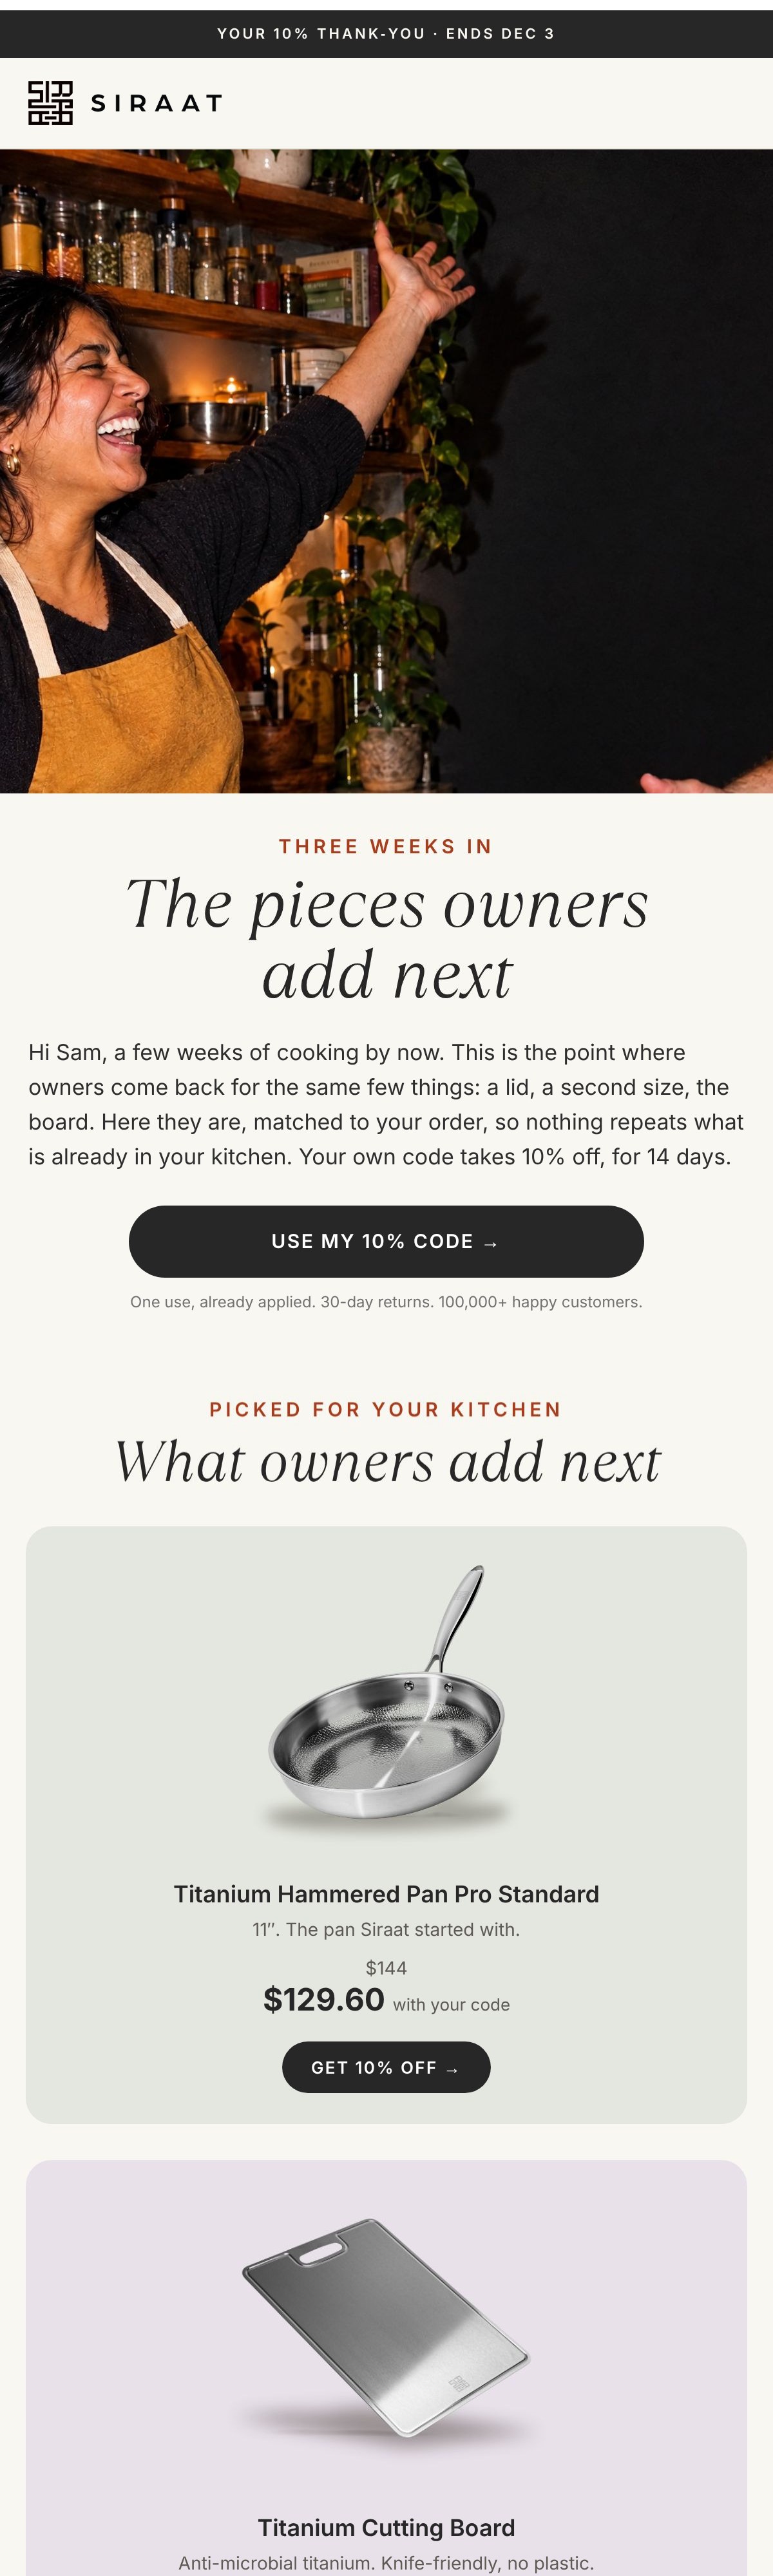 YOUR 10% THANK-YOU · ENDS DEC 3
SIRAAT
THREE WEEKS IN
The pieces owners
add next
Hi Sam, a few weeks of cooking by now. This is the point where
owners come back for the same few things: a lid, a second size, the
board. Here they are, matched to your order, so nothing repeats what
is already in your kitchen. Your own code takes 10% off, for 14 days.
USE MY 10% CODE →
One use, already applied. 30-day returns. 100,000+ happy customers.
PICKED FOR YOUR KITCHEN
What owners add next
Titanium Hammered Pan Pro Standard
11″. The pan Siraat started with.
$144
$129.60 with your code
GET 10% OFF →
Titanium Cutting Board
Anti-microbial titanium. Knife-friendly, no plastic.